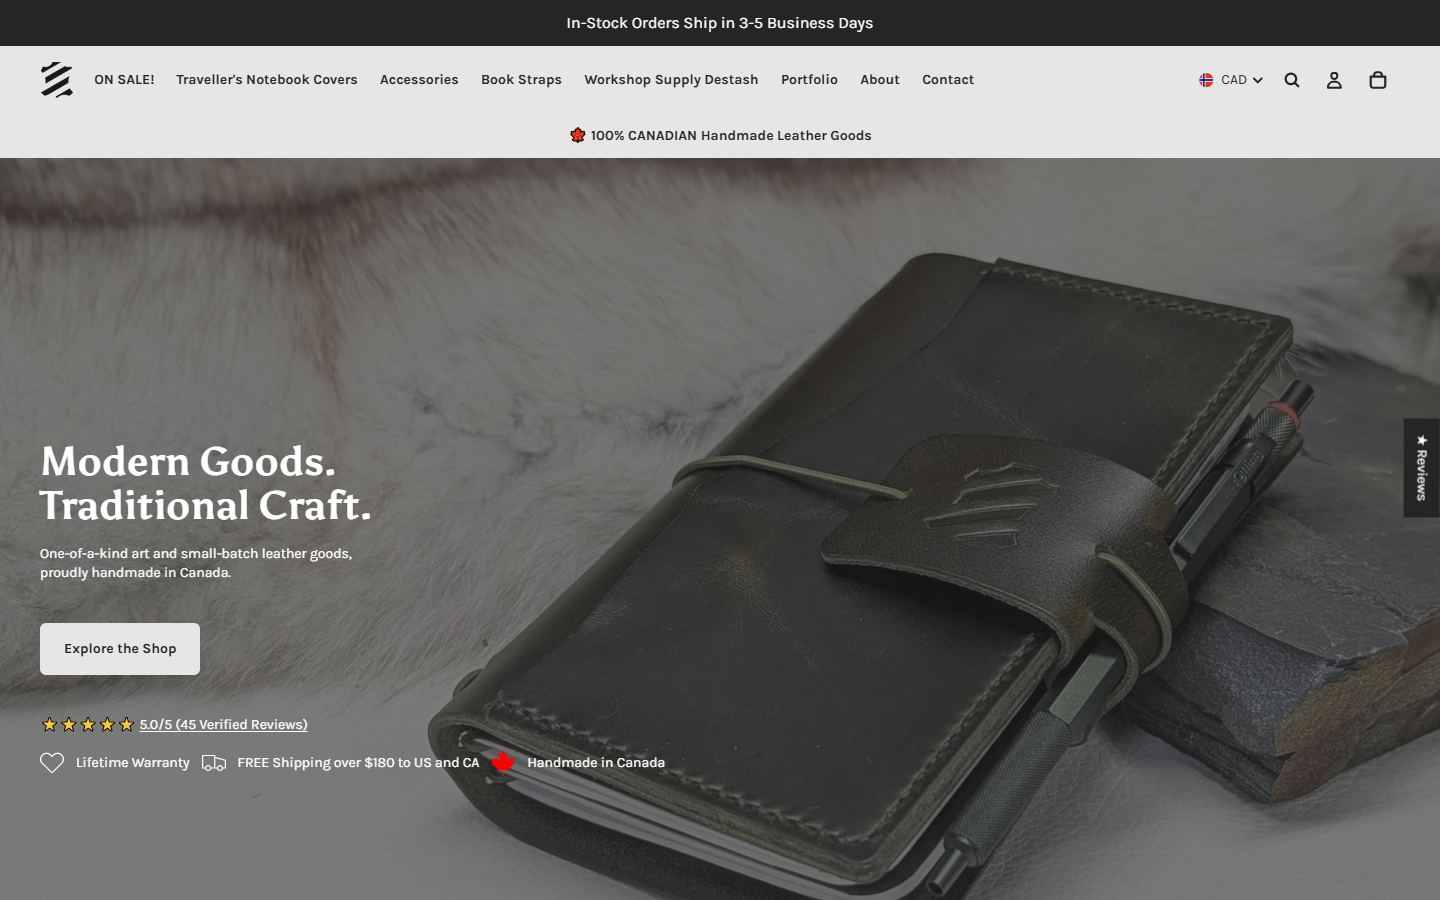 In-Stock Orders Ship in 3-5 Business Days
ON SALE! Traveller's Notebook Covers Accessories Book Straps Workshop Supply Destash Portfolio About Contact CAD
100% CANADIAN Handmade Leather Goods
Modern Goods.
Traditional Craft.
One-of-a-kind art and small-batch leather goods,
proudly handmade in Canada.
Explore the Shop
5.0/5 (45 Verified Reviews)
Lifetime Warranty FREE Shipping over $180 to US and CA Handmade in Canada
★ Reviews